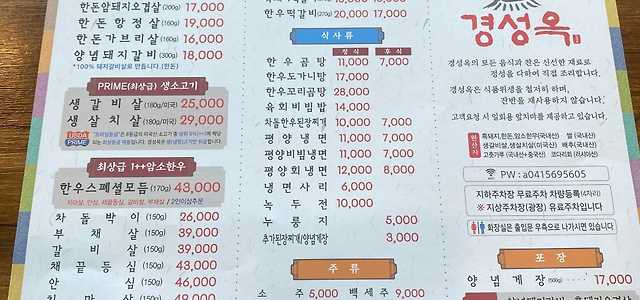 한돈암돼지오겹살(200g) 17,000
한돈항정살(160g) 19,000
한돈가브리살(160g) 16,000
양념돼지갈비(300g) 18,000
*100% 돼지갈비살로 만듭니다.(한돈)
PRIME(최상급) 생소고기
생갈비살(180g/미국) 25,000
생살치살(180g/미국) 29,000
USDA PRIME
최상급 1++암소한우
한우스페셜모듬(170g) 43,000
차돌박이(150g) 26,000
부채살(150g) 39,000
갈비살(150g) 39,000
채끝등심(150g) 43,000
안심(150g) 46,000
치마살 48,000
한우떡갈비(270g) 20,000 17,000
식사류
정식 후식
한우곰탕 11,000 7,000
한우도가니탕 17,000
한우꼬리곰탕 28,000
육회비빔밥 14,000
차돌한우된장찌개 11,000 7,000
평양냉면 11,000 7,000
평양비빔냉면 11,000 7,000
평양회냉면 12,000 8,000
냉면사리 6,000
녹두전 10,000
누룽지 5,000
추가된장찌개/양념게장 3,000
주류
소주 5,000 백세주 9,000
경성옥
경성옥의 모든 음식과 찬은 신선한 재료로
정성을 다하여 직접 조리합니다.
경성옥은 식품위생을 철저히 하며,
잔반을 재사용하지 않습니다.
고객요청 시 일회용 앞치마를 제공하고 있습니다.
원산지
흑돼지,한돈,암소한우(국내산) 쌀 (국내산)
생갈비살,생살치살(미국산) 배추(국내산)
고춧가루(국내산+중국산) 코다리(러시아산)
PW : a0415695605
지하주차장 무료주차 차량등록(4자리)
※ 지상주차장(광장) 유료주차입니다
화장실은 출입문 우측으로 나가시면 있습니다
포장
양념게장(500g) 17,000